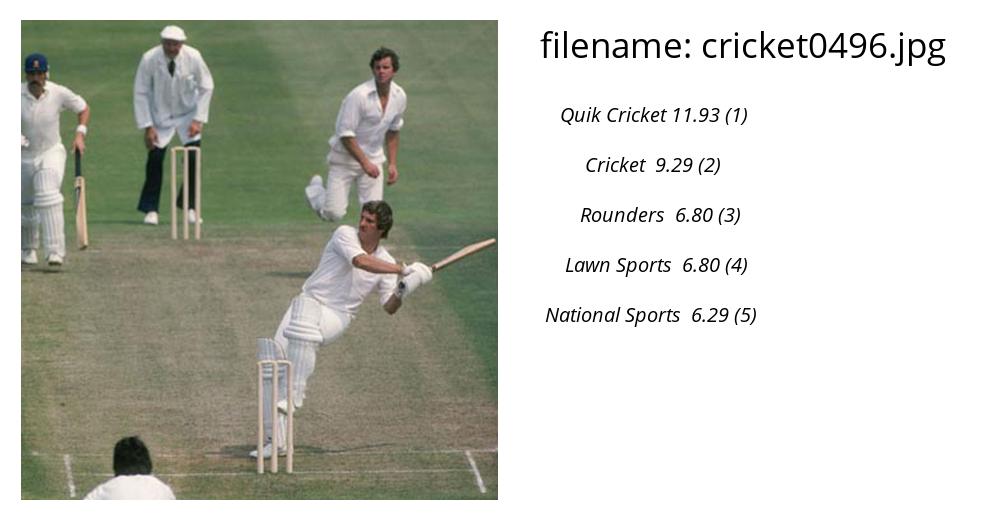 filename: cricket0496.jpg
Quik Cricket 11.93 (1)
Cricket 9.29 (2)
Rounders 6.80 (3)
Lawn Sports 6.80 (4)
National Sports 6.29 (5)